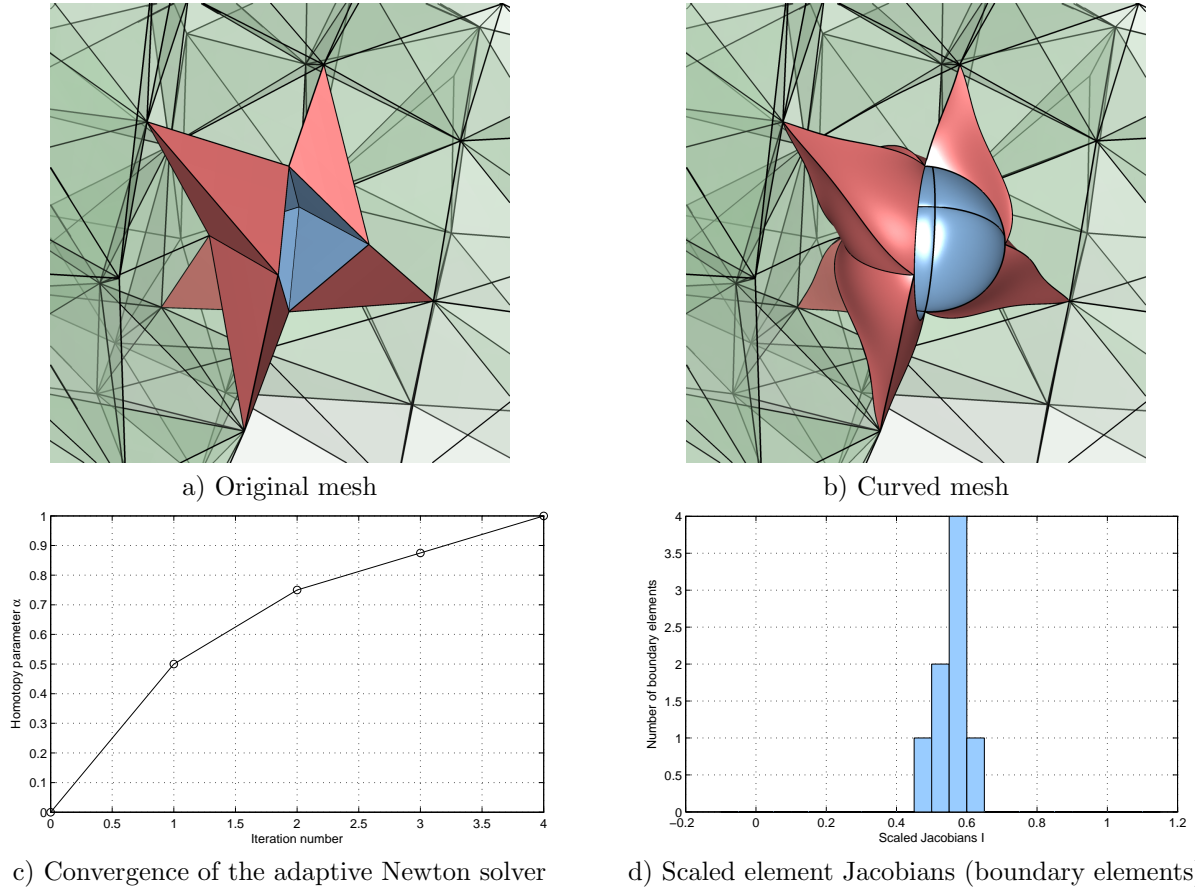 a) Original mesh
b) Curved mesh
1
0.9
0.8
0.7
0.6
0.5
0.4
0.3
0.2
0.1
0
Homotopy parameter α
0 0.5 1 1.5 2 2.5 3 3.5 4
Iteration number
4
3.5
3
2.5
2
1.5
1
0.5
0
Number of boundary elements
−0.2 0 0.2 0.4 0.6 0.8 1 1.2
Scaled Jacobians I
c) Convergence of the adaptive Newton solver
d) Scaled element Jacobians (boundary elements